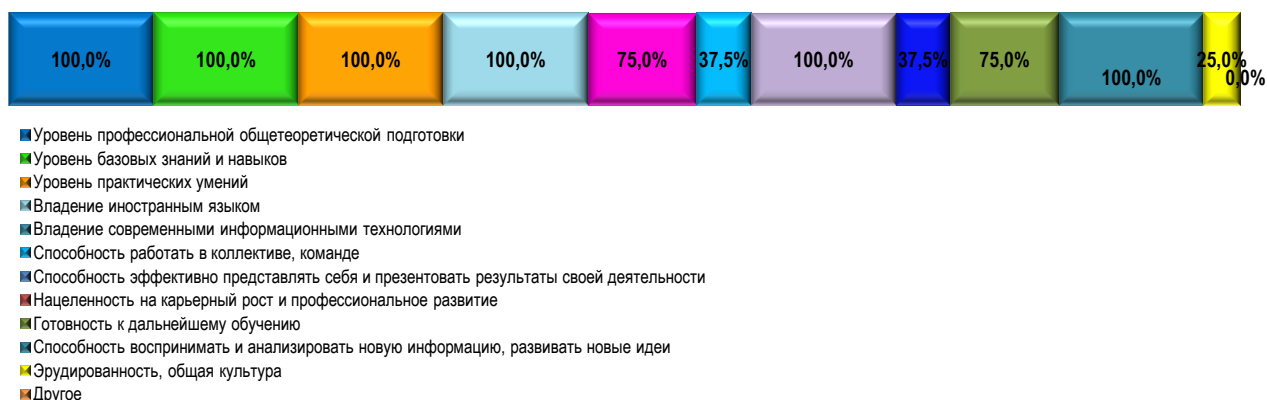 100,0% 100,0% 100,0% 100,0% 75,0% 37,5% 100,0% 37,5% 75,0% 100,0% 25,0% 0,0%
Уровень профессиональной общетеоретической подготовки
Уровень базовых знаний и навыков
Уровень практических умений
Владение иностранным языком
Владение современными информационными технологиями
Способность работать в коллективе, команде
Способность эффективно представлять себя и презентовать результаты своей деятельности
Нацеленность на карьерный рост и профессиональное развитие
Готовность к дальнейшему обучению
Способность воспринимать и анализировать новую информацию, развивать новые идеи
Эрудированность, общая культура
Другое